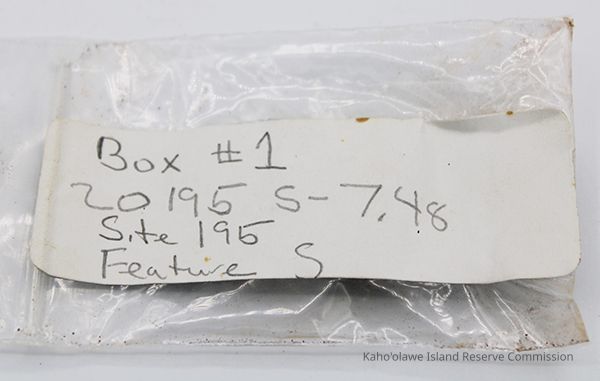 Box #1
20195 S-7.48
Site 195
Feature S
Kaho'olawe Island Reserve Commission